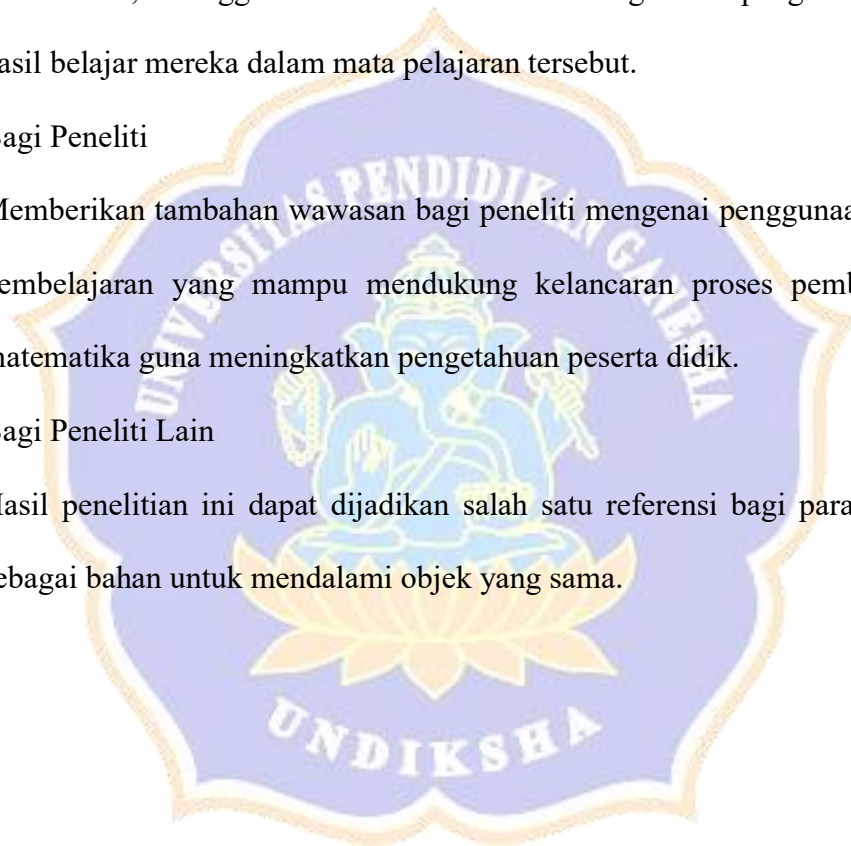 asil belajar mereka dalam mata pelajaran tersebut.
agi Peneliti
Memberikan tambahan wawasan bagi peneliti mengenai penggunaa
embelajaran yang mampu mendukung kelancaran proses pemb
matematika guna meningkatkan pengetahuan peserta didik.
agi Peneliti Lain
Hasil penelitian ini dapat dijadikan salah satu referensi bagi para
ebagai bahan untuk mendalami objek yang sama.
UNIVERSITAS PENDIDIKAN GANESHA
UNDIKSHA